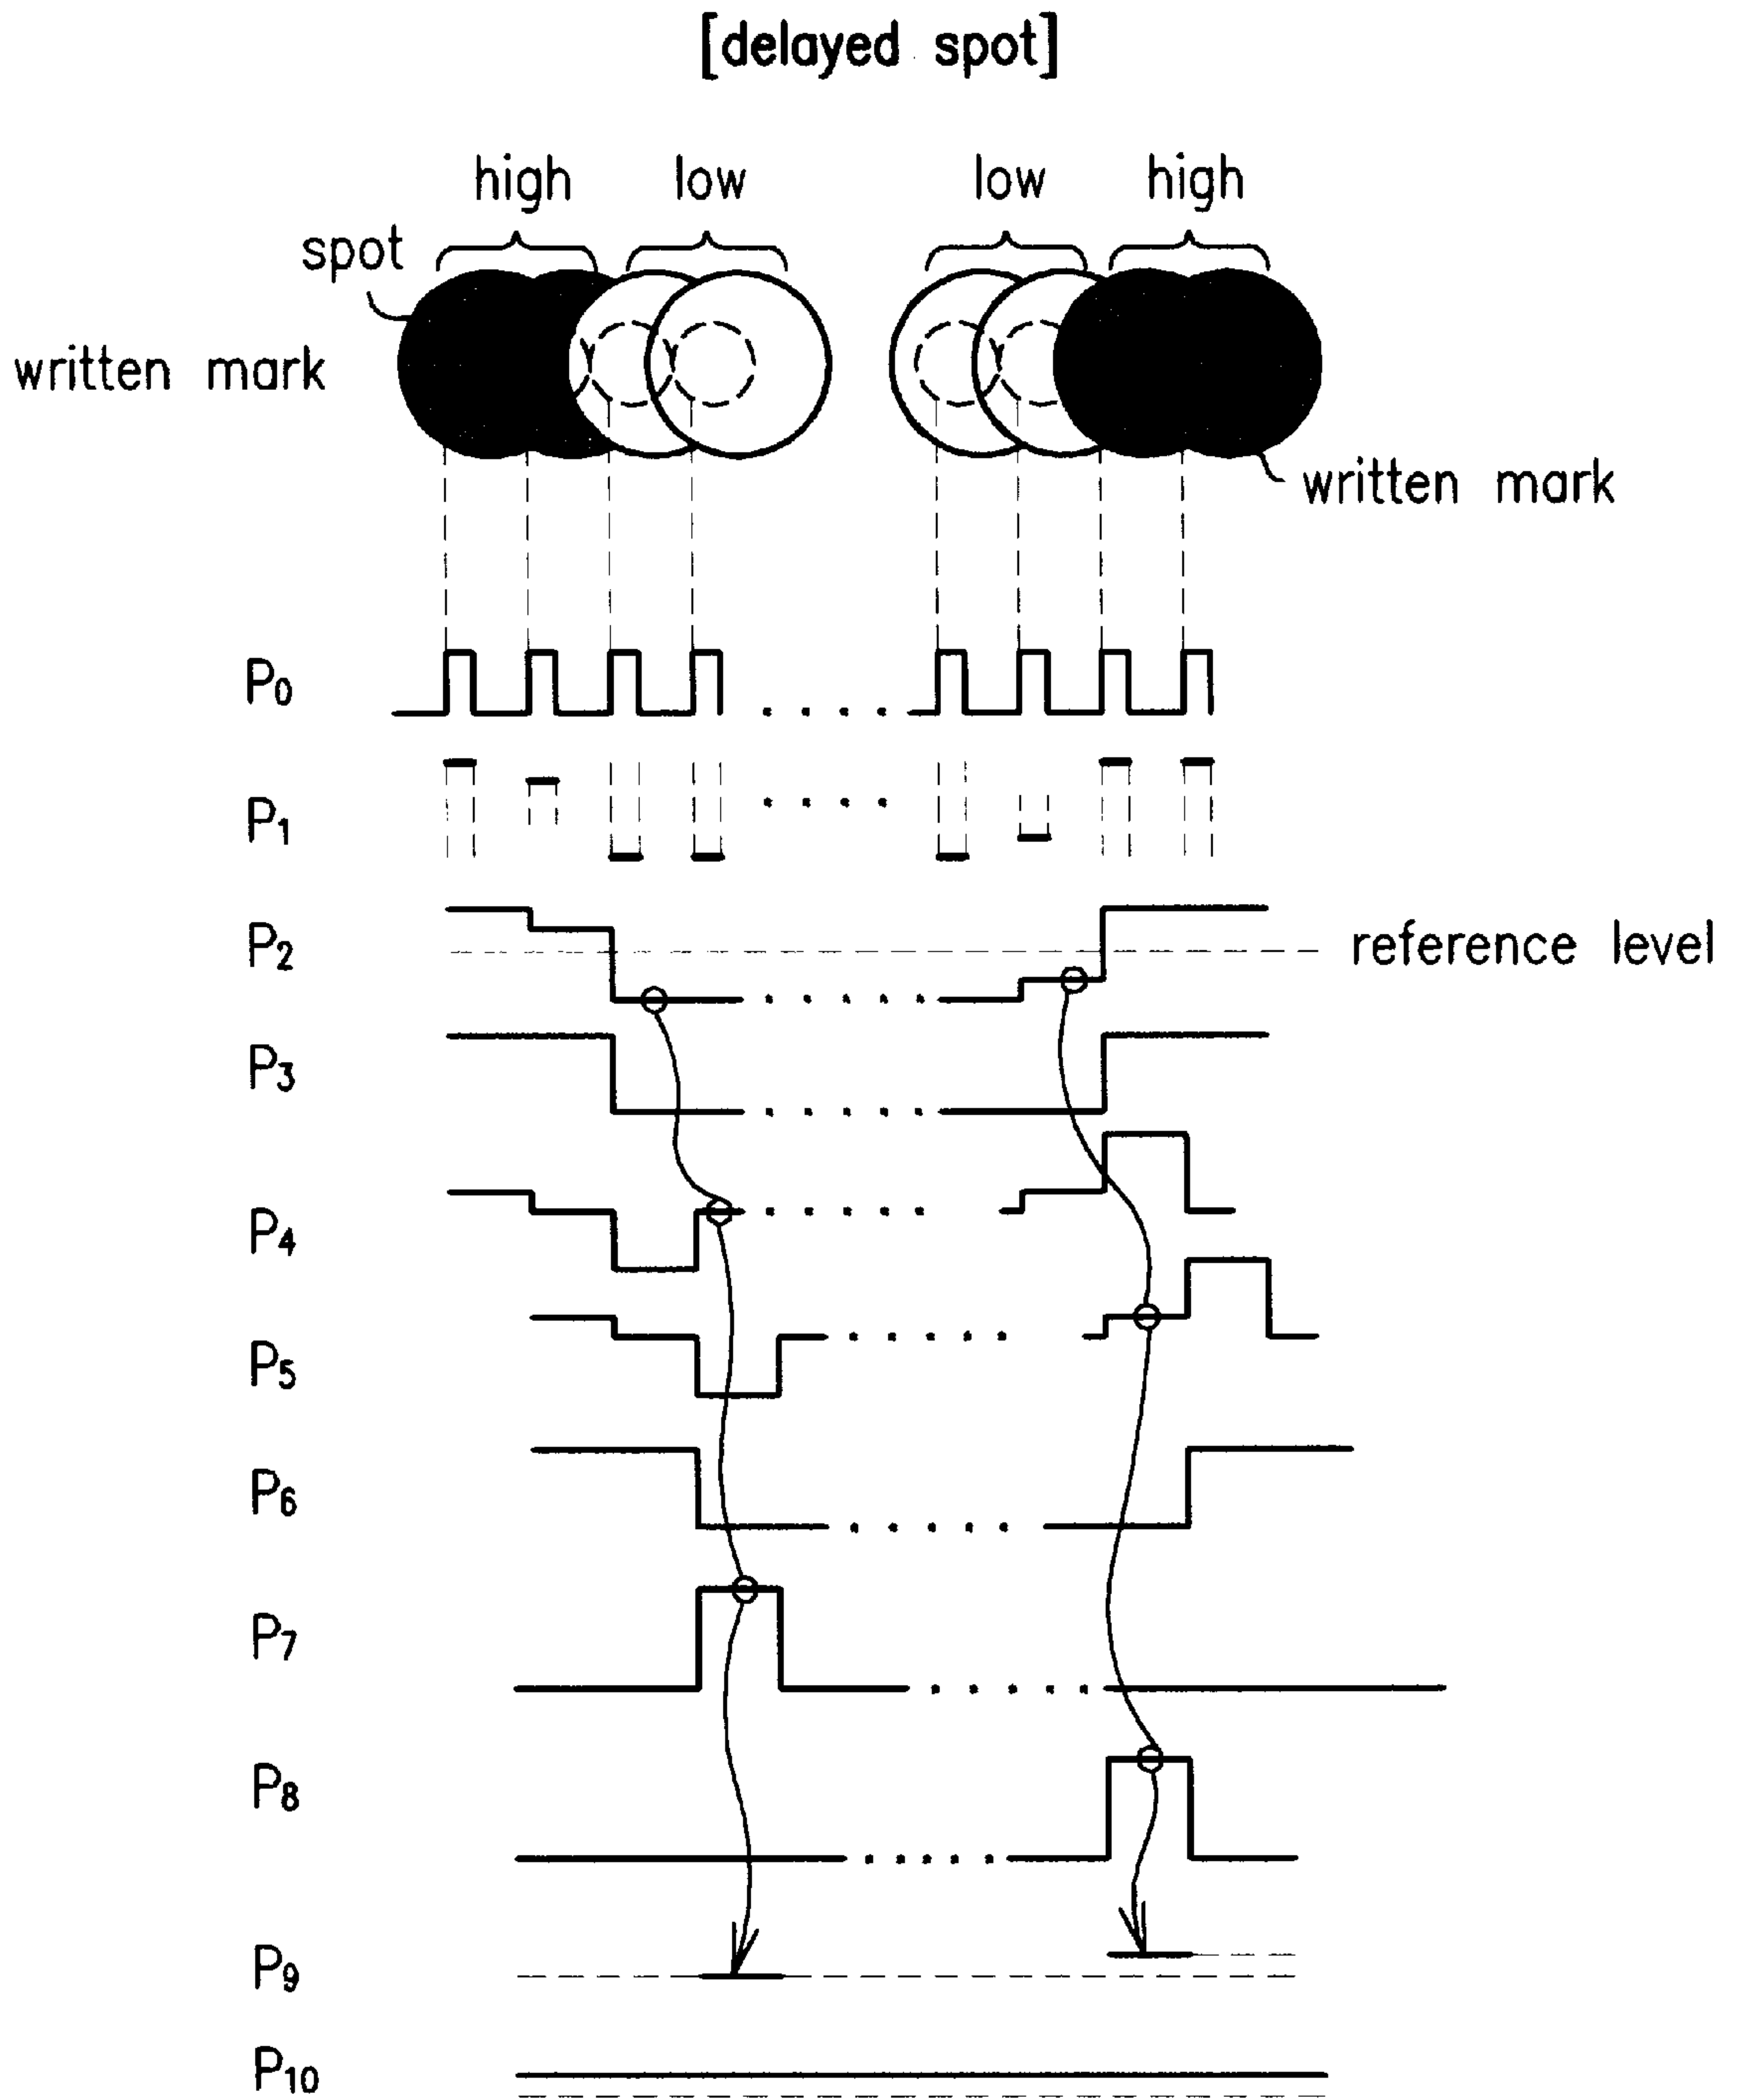 [delayed spot]
high low low high
spot
written mark
written mark
P0
P1
P2 reference level
P3
P4
P5
P6
P7
P8
P9
P10